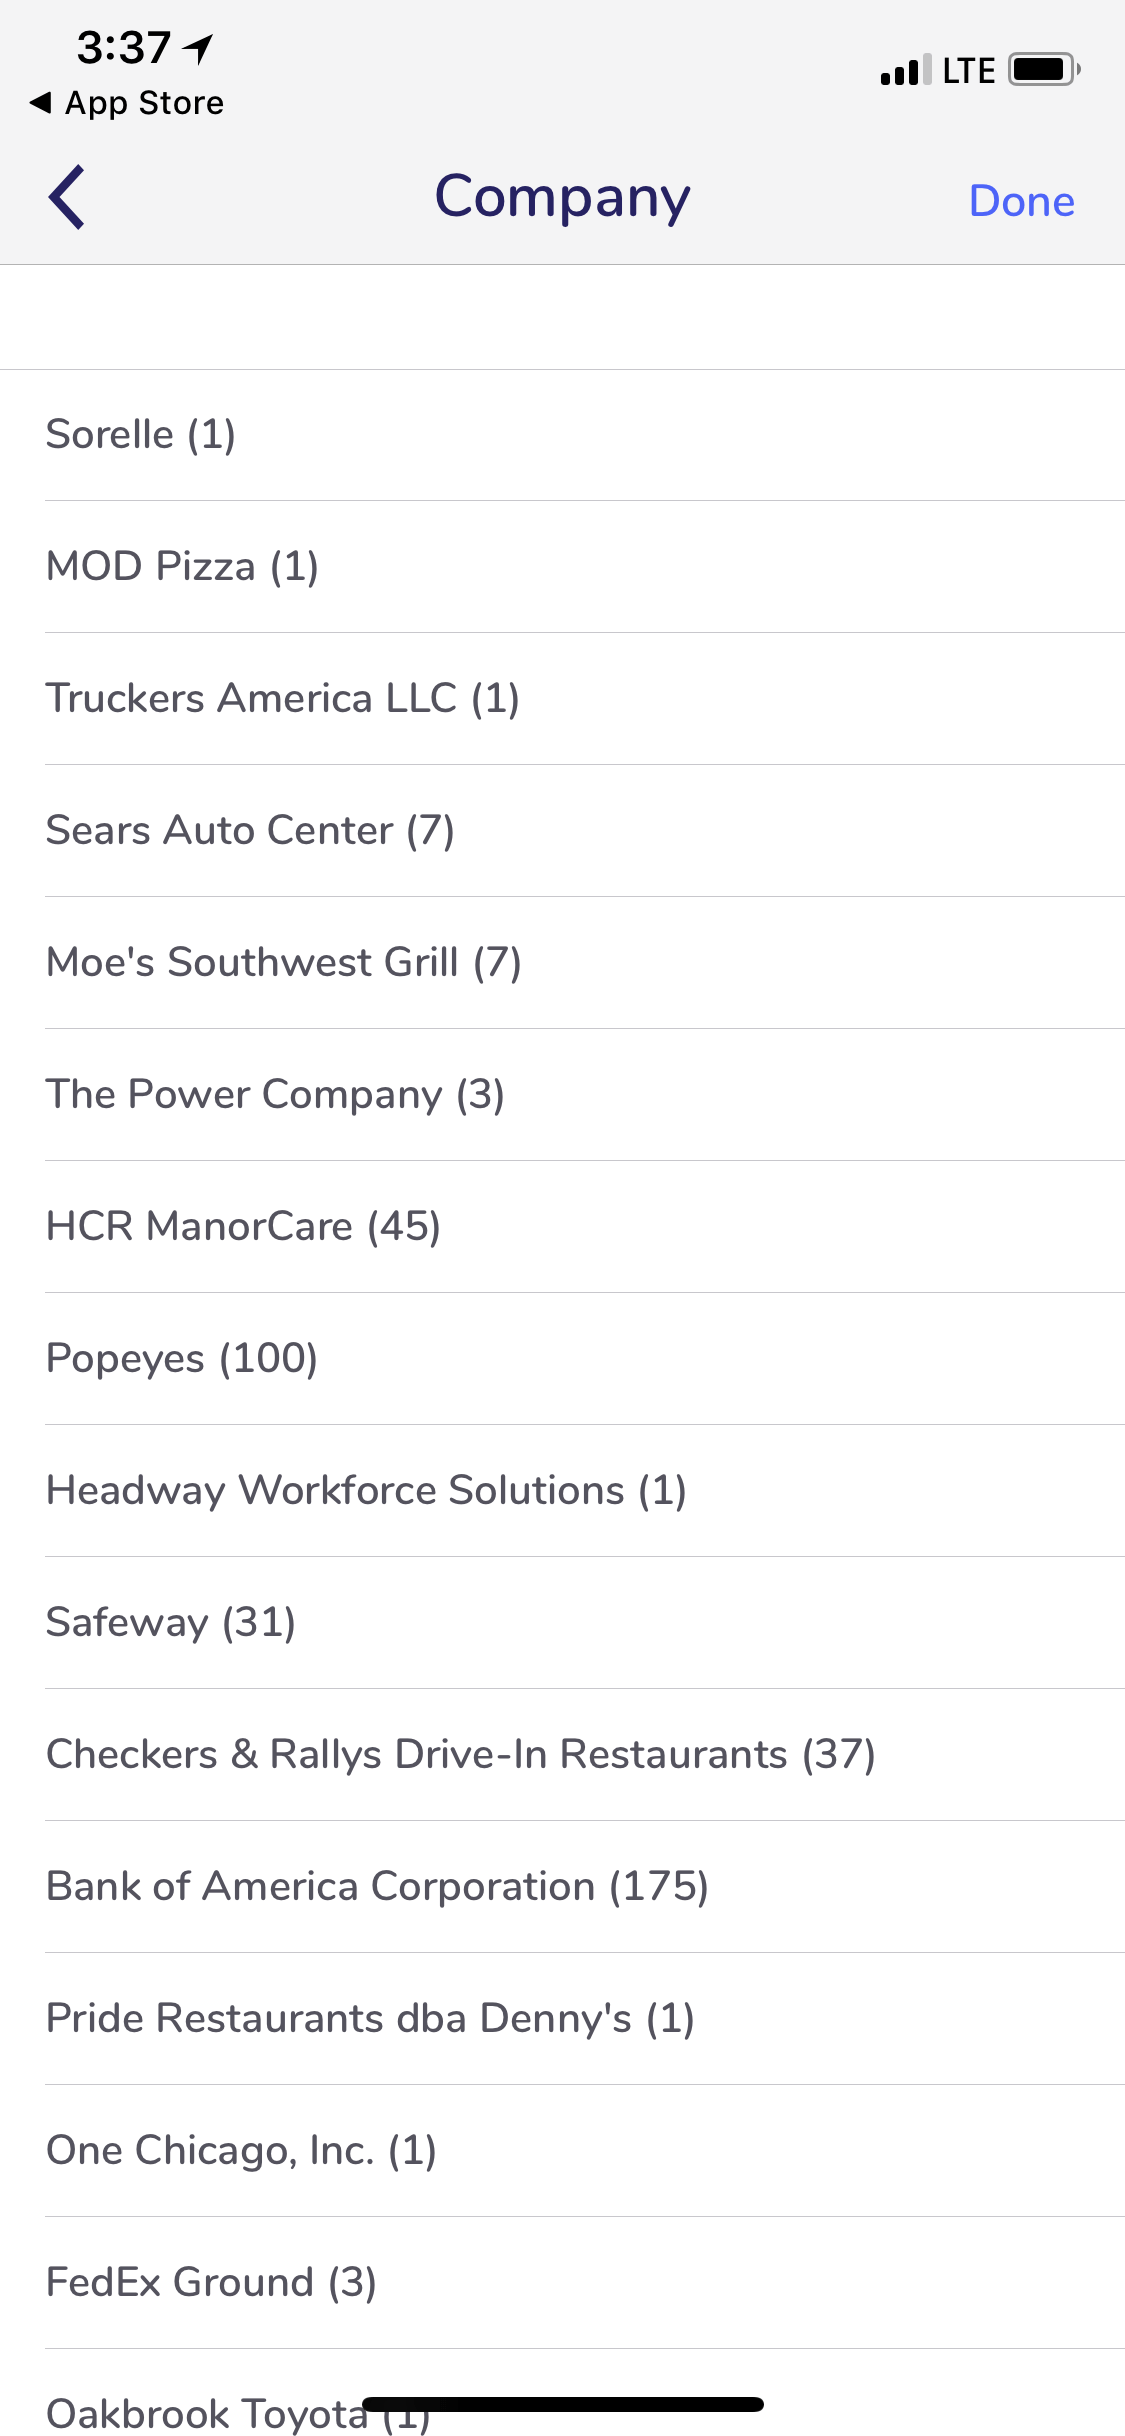 3:37
LTE
◀ App Store
Company
Done
Sorelle (1)
MOD Pizza (1)
Truckers America LLC (1)
Sears Auto Center (7)
Moe's Southwest Grill (7)
The Power Company (3)
HCR ManorCare (45)
Popeyes (100)
Headway Workforce Solutions (1)
Safeway (31)
Checkers & Rallys Drive-In Restaurants (37)
Bank of America Corporation (175)
Pride Restaurants dba Denny's (1)
One Chicago, Inc. (1)
FedEx Ground (3)
Oakbrook Toyota (1)